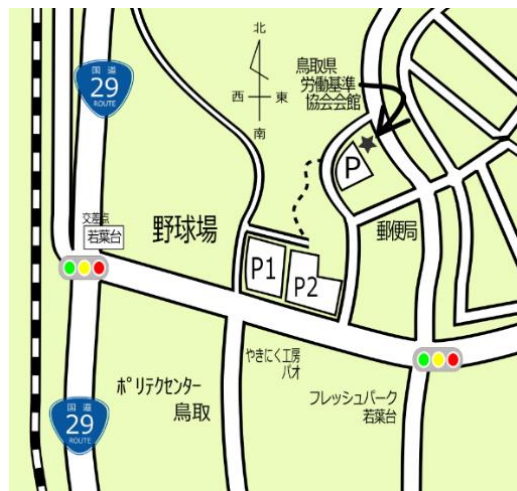 北
西 東
南
国道
29
ROUTE
鳥取県
労働基準
協会会館
P
交差点
若葉台
野球場
郵便局
P1
P2
やきにく工房
パオ
ポリテクセンター
鳥取
フレッシュパーク
若葉台
国道
29
ROUTE